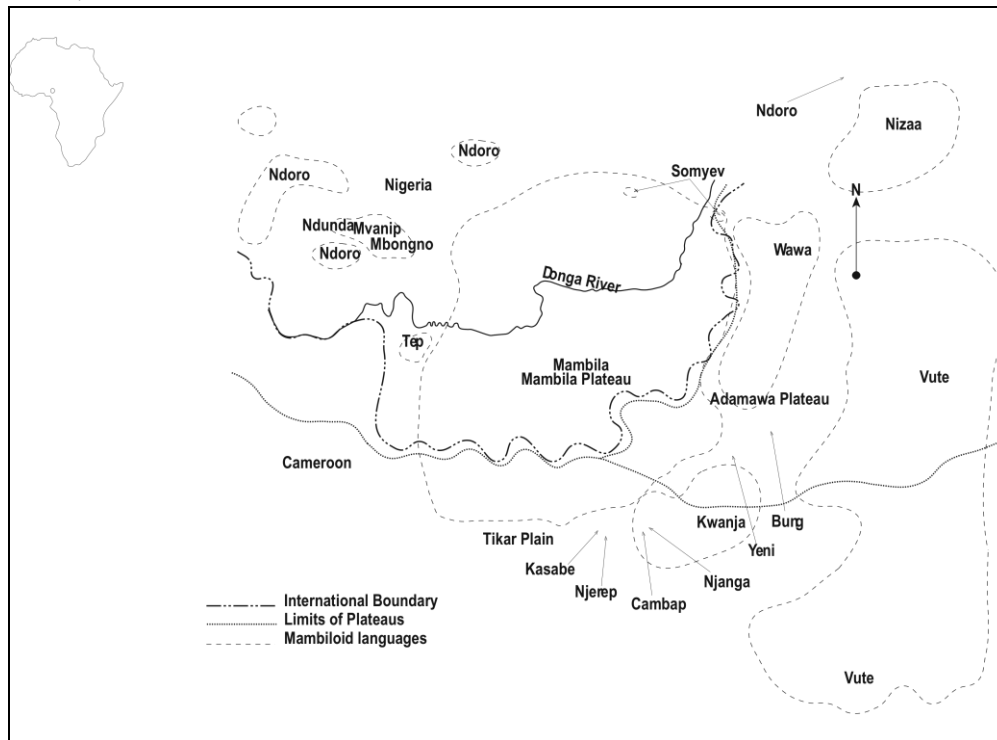 Ndoro
Nizaa
Ndoro
Somyev
Ndoro
Nigeria
N
Ndunda
Mvanip
Mbongno
Ndoro
Wawa
Donga River
Tep
Mambila
Mambila Plateau
Vute
Adamawa Plateau
Cameroon
Kwanja
Burg
Tikar Plain
Yeni
Kasabe
Njanga
Njerep
Cambap
International Boundary
Limits of Plateaus
Mambiloid languages
Vute